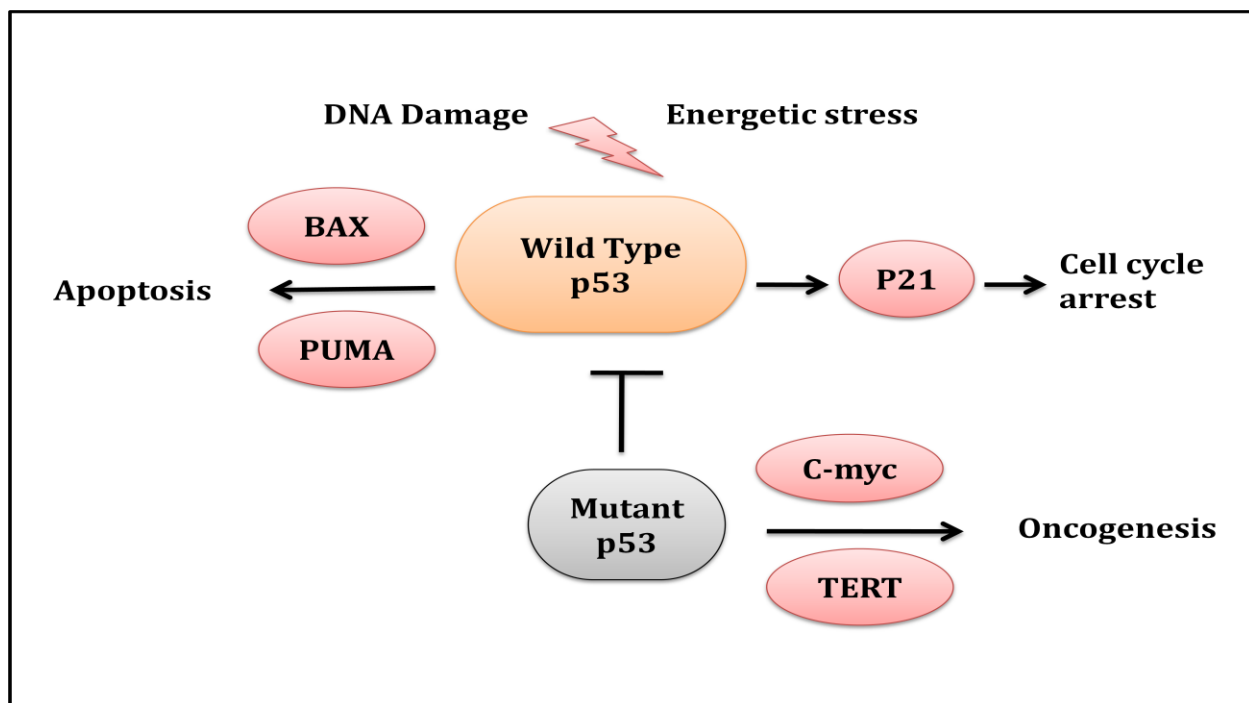 DNA Damage
Energetic stress
BAX
Wild Type
p53
Apoptosis
P21
Cell cycle
arrest
PUMA
C-myc
Mutant
p53
Oncogenesis
TERT